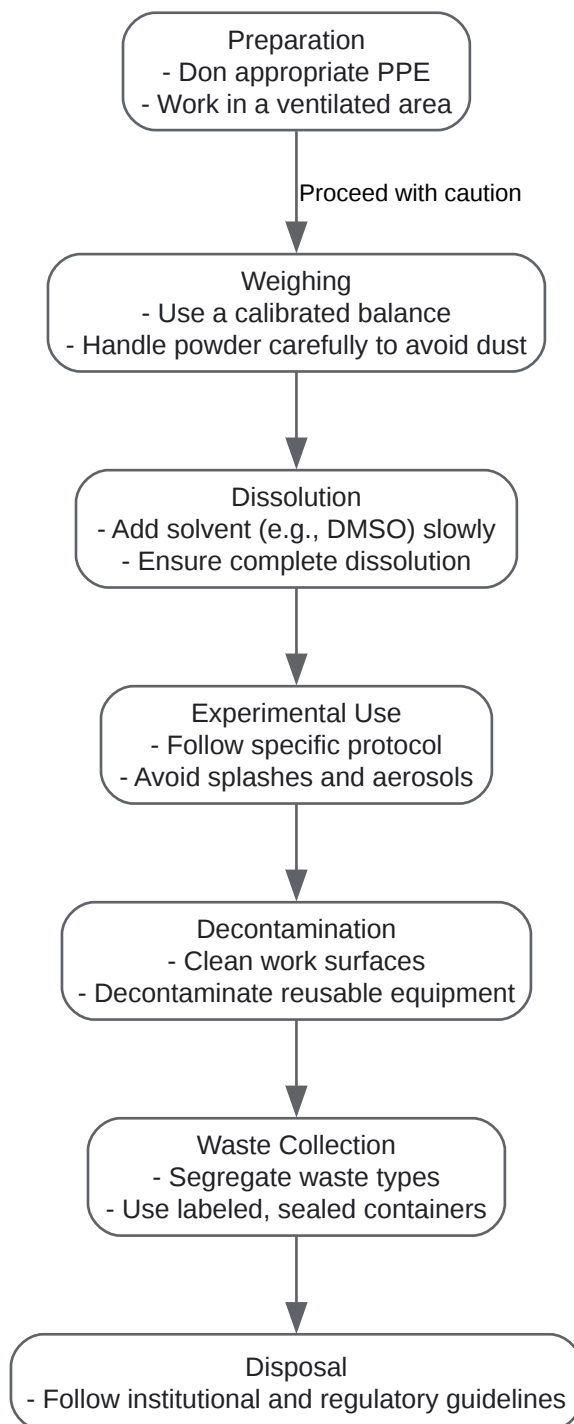 Preparation
- Don appropriate PPE
- Work in a ventilated area
Proceed with caution
Weighing
- Use a calibrated balance
- Handle powder carefully to avoid dust
Dissolution
- Add solvent (e.g., DMSO) slowly
- Ensure complete dissolution
Experimental Use
- Follow specific protocol
- Avoid splashes and aerosols
Decontamination
- Clean work surfaces
- Decontaminate reusable equipment
Waste Collection
- Segregate waste types
- Use labeled, sealed containers
Disposal
- Follow institutional and regulatory guidelines